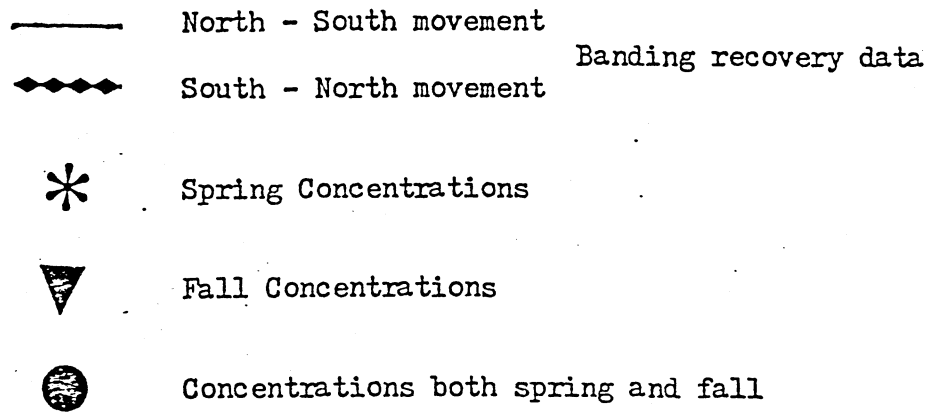 North - South movement
Banding recovery data
South - North movement
Spring Concentrations
Fall Concentrations
Concentrations both spring and fall